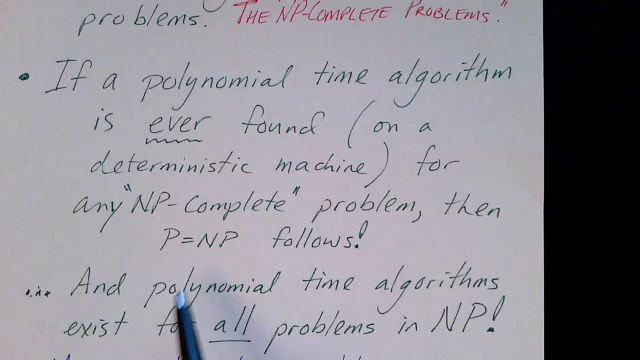 problems. THE "NP-COMPLETE PROBLEMS."
• If a polynomial time algorithm
is ever found (on a
deterministic machine) for
any "NP-Complete" problem, then
P=NP follows!
∴ And polynomial time algorithms
exist for all problems in NP!